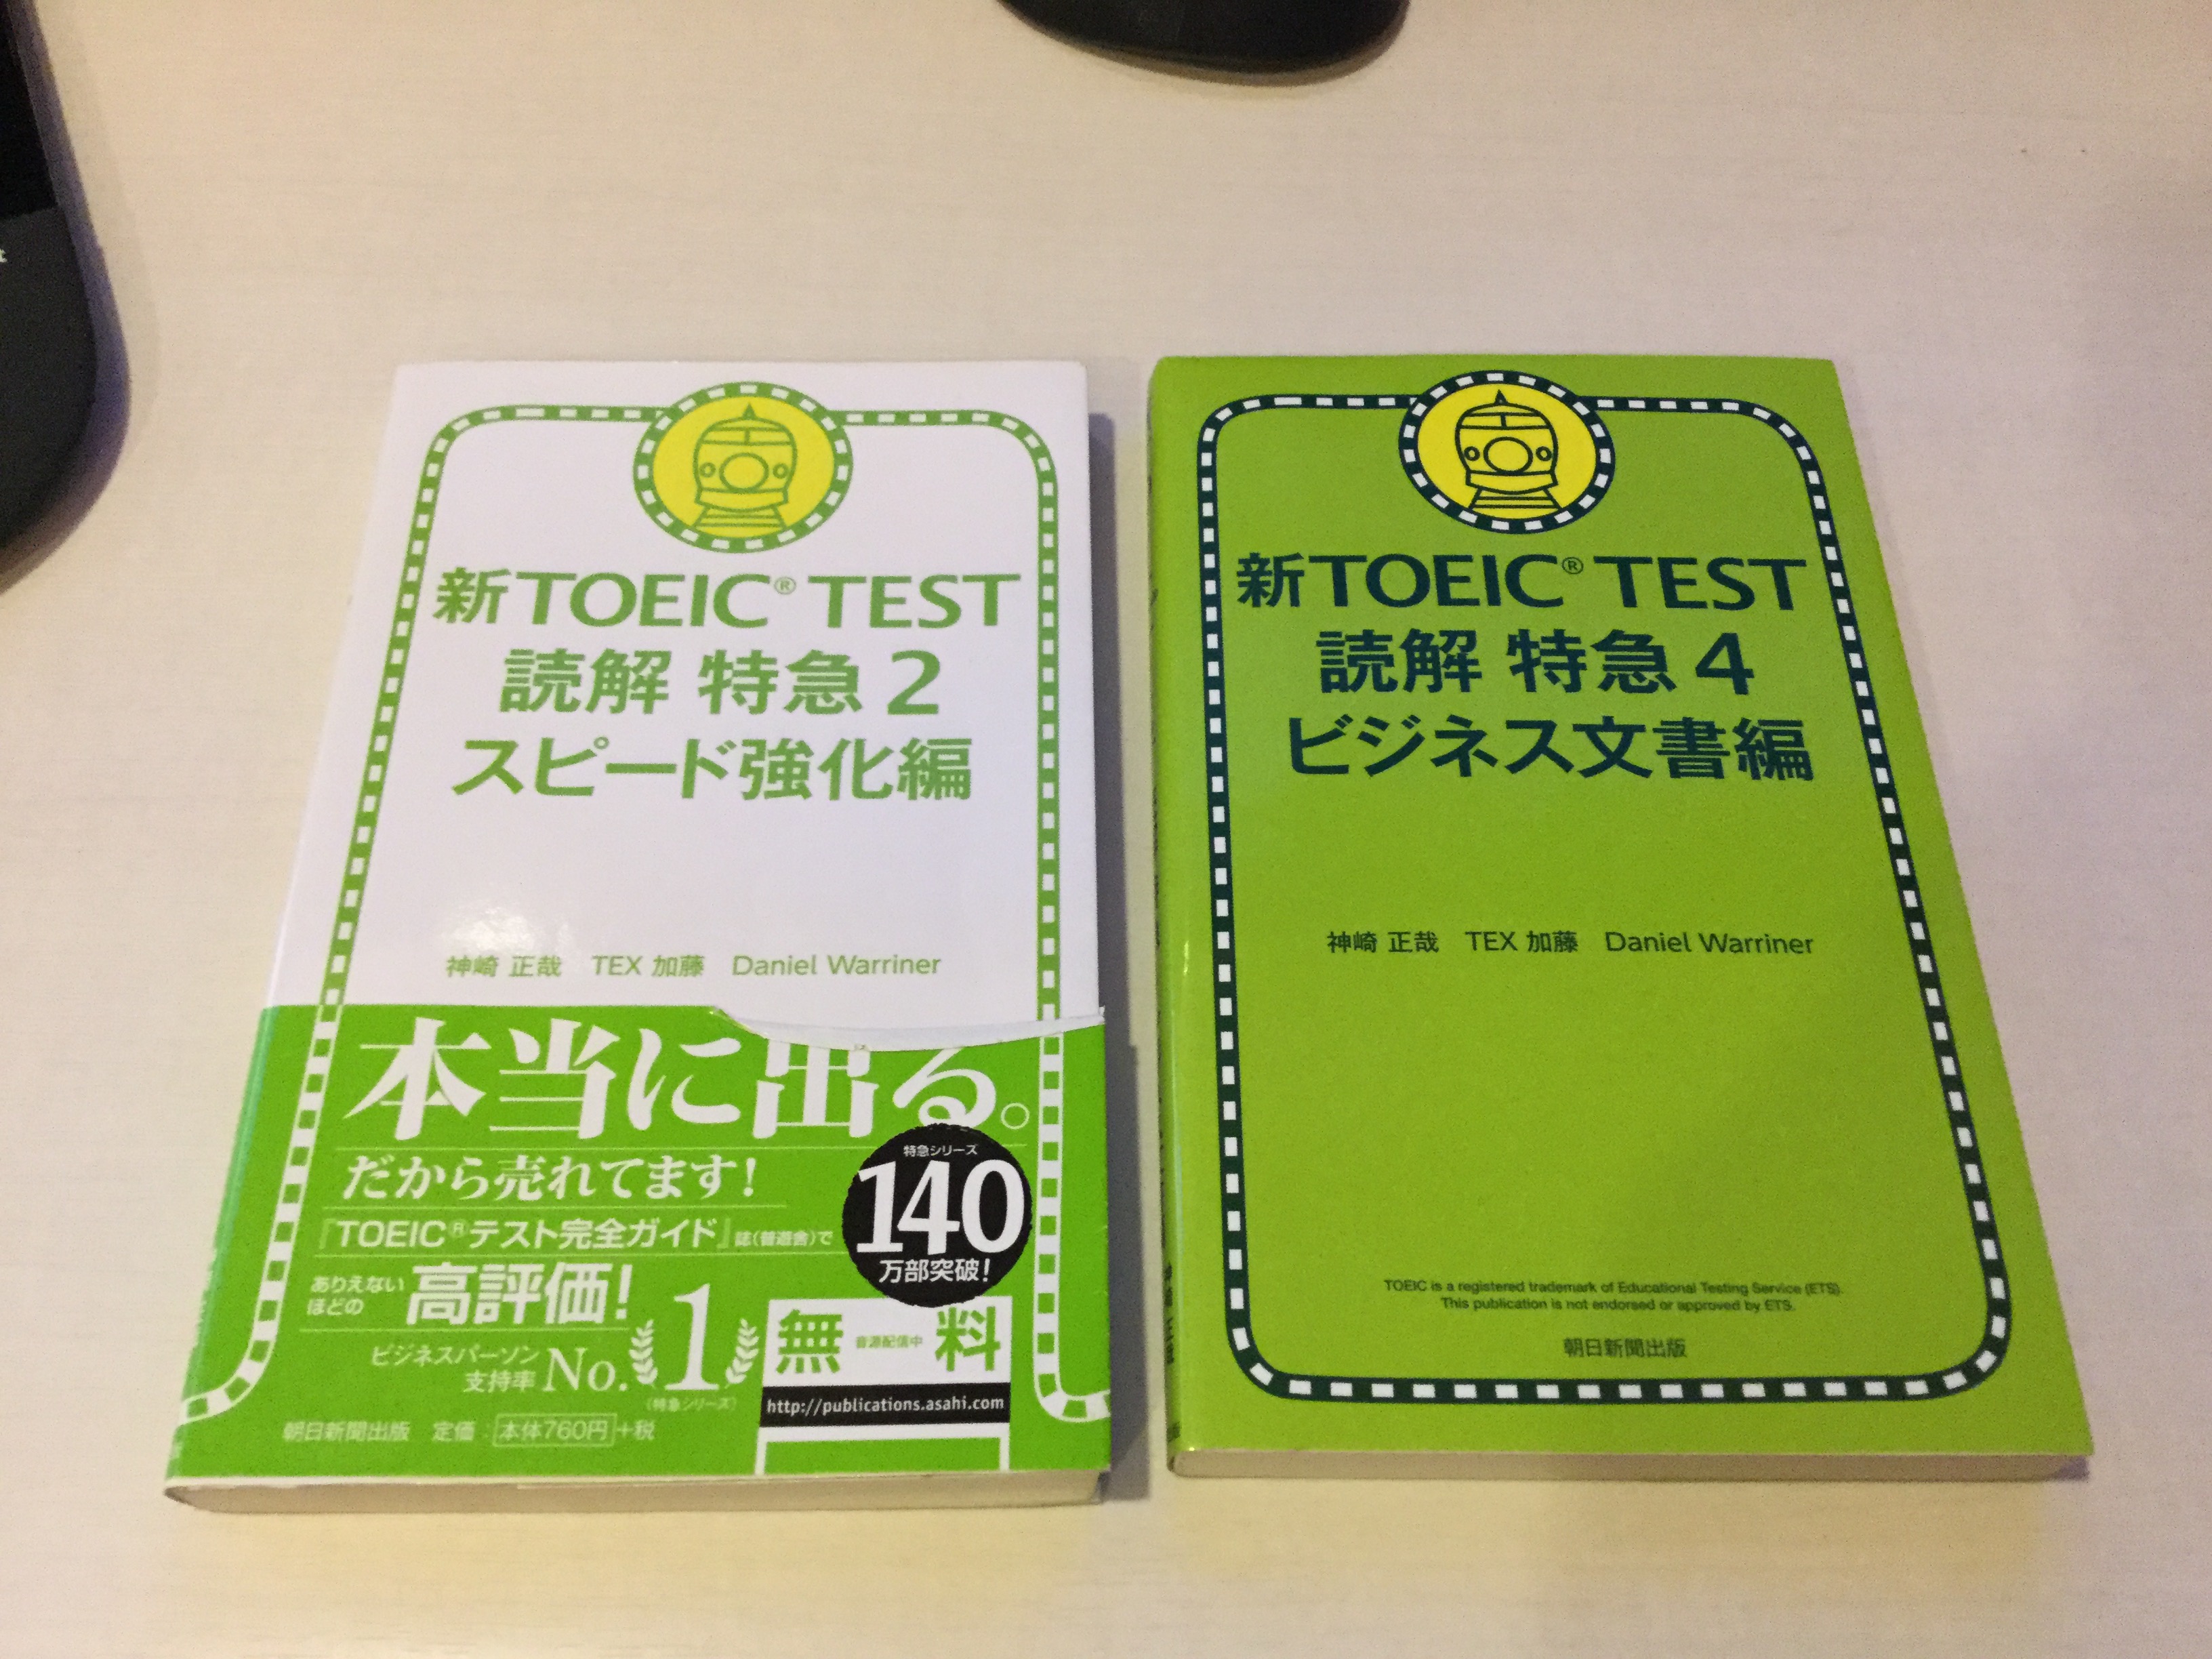 新TOEIC® TEST
読解 特急2
スピード強化編
神崎 正哉 TEX 加藤 Daniel Warriner
本当に出る。
だから売れてます!
『TOEIC®テスト完全ガイド』誌(普遊舎)で
ありえない
ほどの
高評価!
ビジネスパーソン
支持率 No.1
(特急シリーズ)
特急シリーズ
140
万部突破!
無 音源配信中 料
http://publications.asahi.com
朝日新聞出版 定価:本体760円+税
新TOEIC® TEST
読解 特急4
ビジネス文書編
神崎 正哉 TEX 加藤 Daniel Warriner
TOEIC is a registered trademark of Educational Testing Service (ETS).
This publication is not endorsed or approved by ETS.
朝日新聞出版